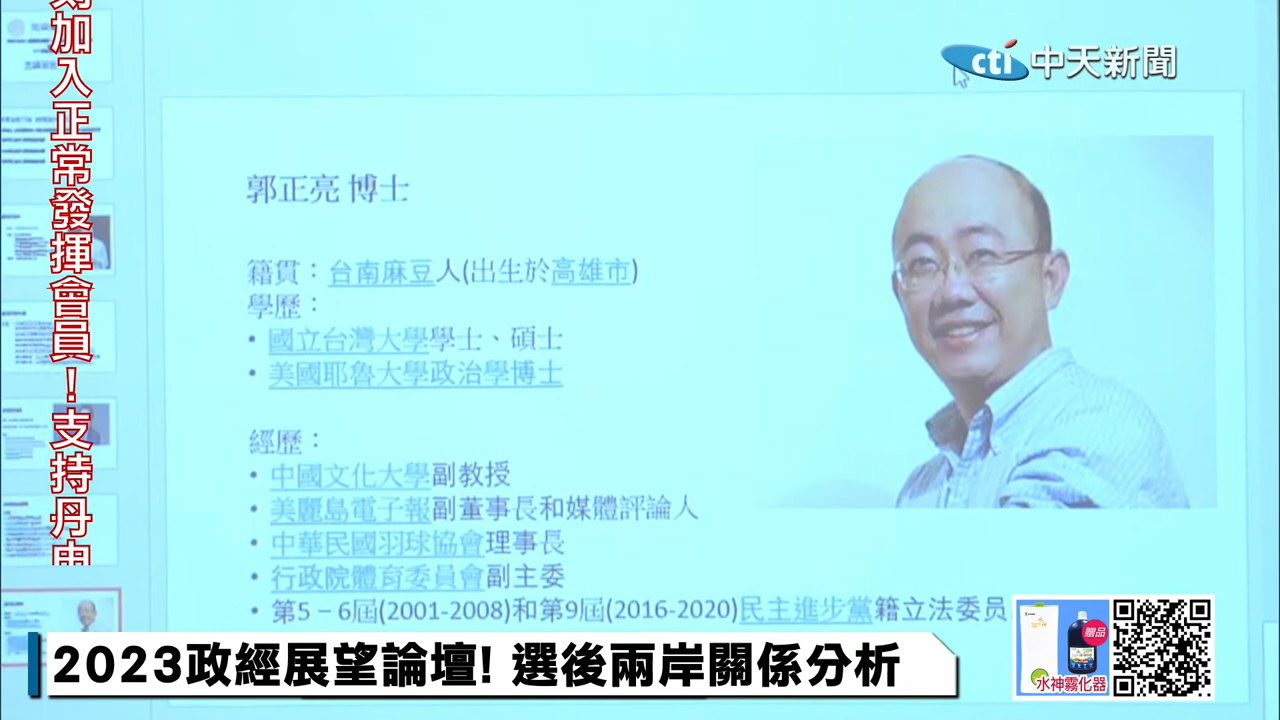 加入正常發揮會員！支持丹
cti 中天新聞
郭正亮 博士
籍貫：台南麻豆人(出生於高雄市)
學歷：
• 國立台灣大學學士、碩士
• 美國耶魯大學政治學博士
經歷：
• 中國文化大學副教授
• 美麗島電子報副董事長和媒體評論人
• 中華民國羽球協會理事長
• 行政院體育委員會副主委
• 第5 – 6屆(2001-2008)和第9屆(2016-2020)民主進步黨籍立法委員
贈品
水神霧化器
2023政經展望論壇! 選後兩岸關係分析